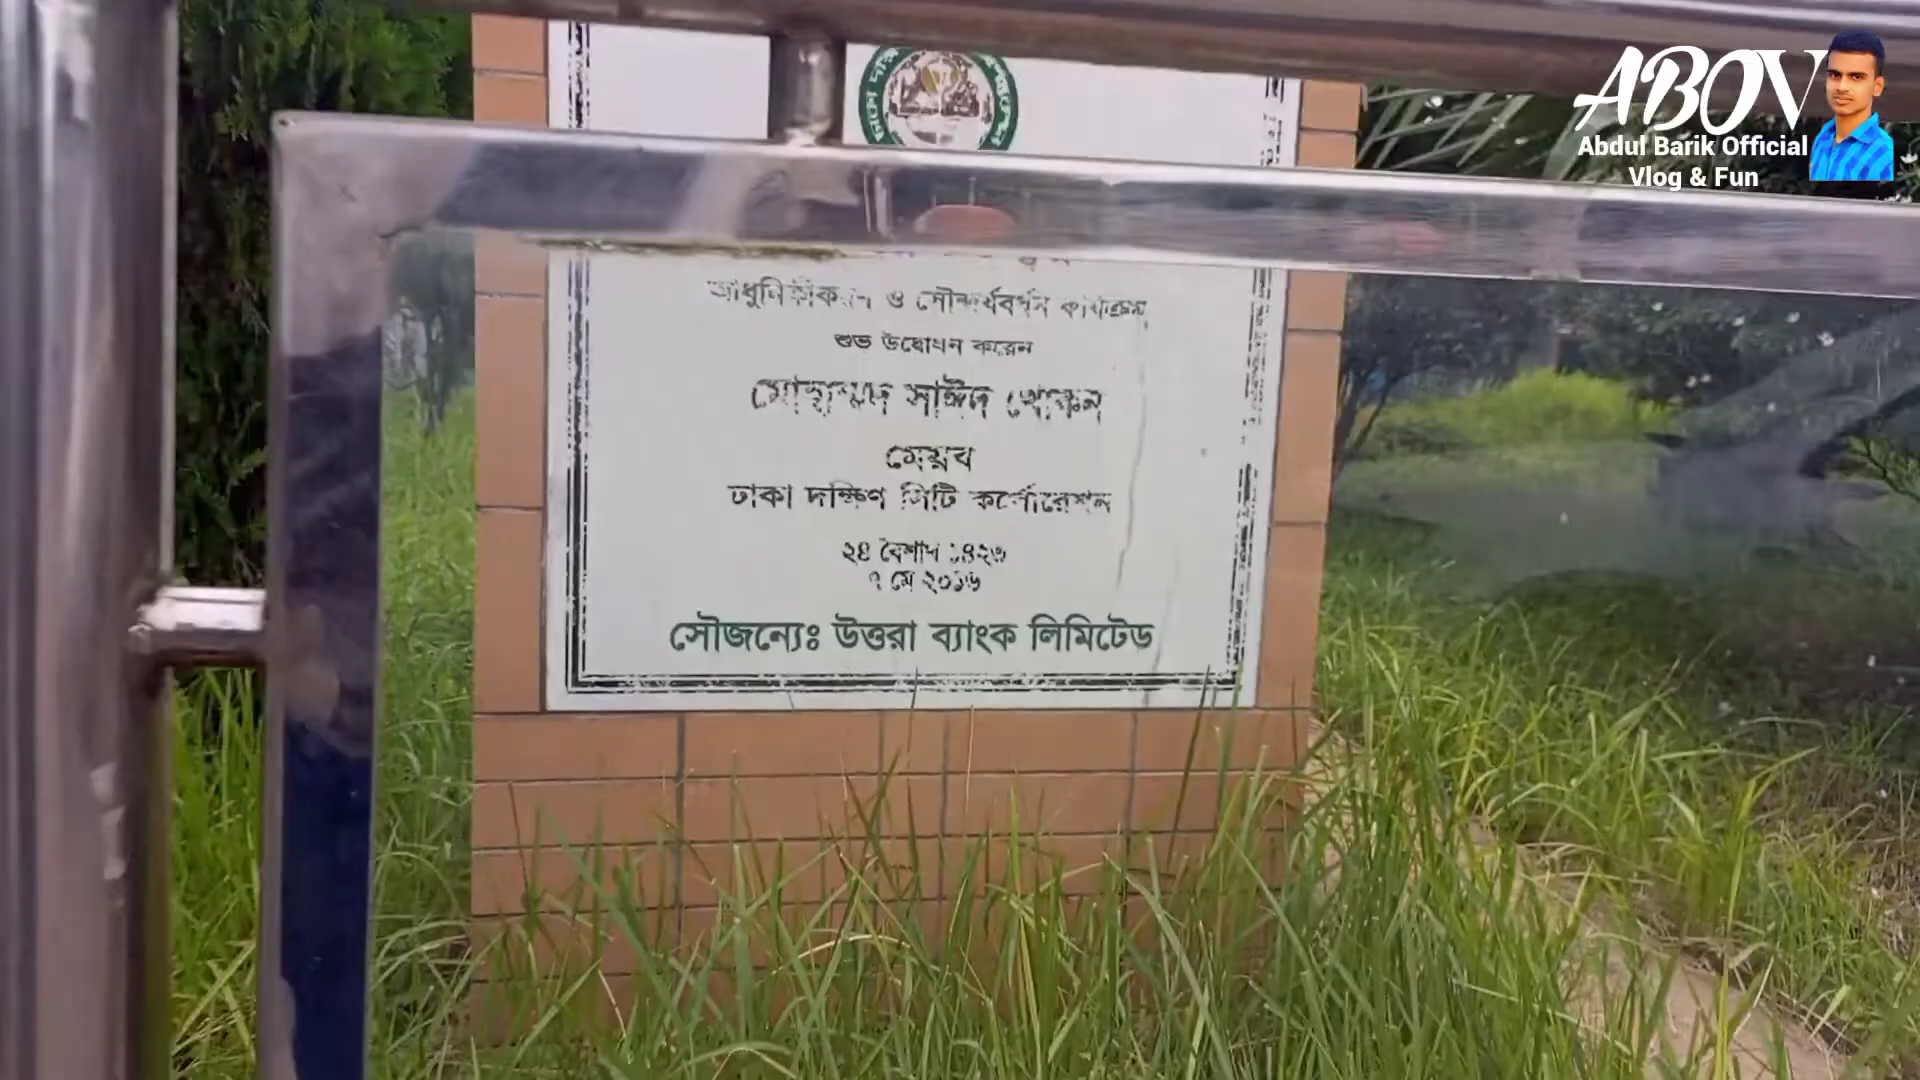 ABOV
Abdul Barik Official
Vlog & Fun
আধুনিকীকরণ ও সৌন্দর্যবর্ধন কার্যক্রম
শুভ উদ্বোধন করেন
মোহাম্মদ সাঈদ খোকন
মেয়র
ঢাকা দক্ষিণ সিটি কর্পোরেশন
২৪ বৈশাখ ১৪২৩
৭ মে ২০১৬
সৌজন্যেঃ উত্তরা ব্যাংক লিমিটেড